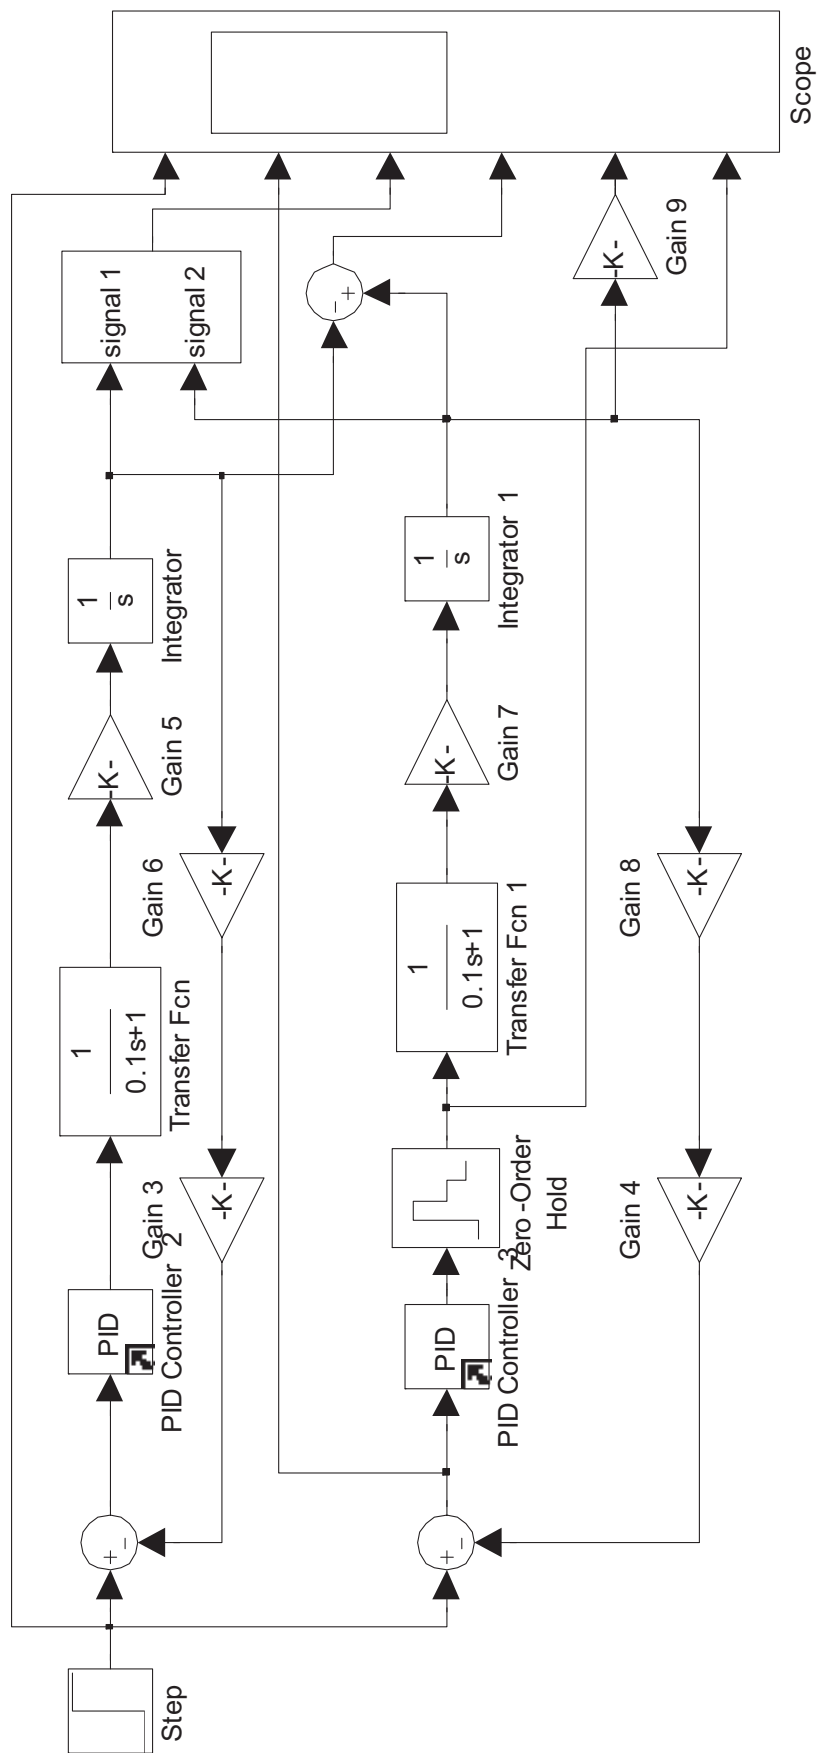 Step
+
–
PID
PID Controller 2
Gain 3
-K-
1
0.1s+1
Transfer Fcn
Gain 6
-K-
-K-
Gain 5
1
s
Integrator
signal 1
signal 2
–
+
+
–
PID
PID Controller 3
Zero -Order
Hold
1
0.1s+1
Transfer Fcn 1
-K-
Gain 7
1
s
Integrator 1
Gain 4
-K-
Gain 8
-K-
-K-
Gain 9
Scope